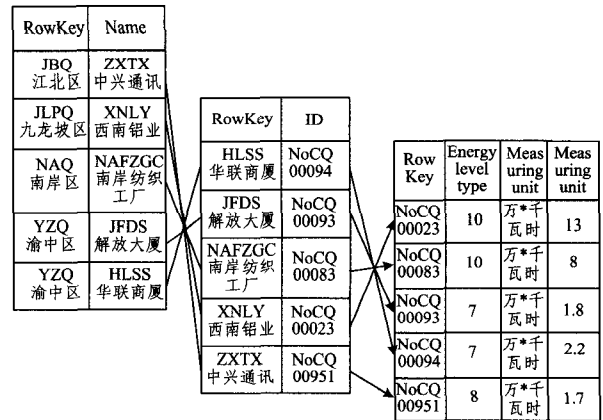 RowKey Name
JBQ ZXTX
江北区 中兴通讯
JLPQ XNLY
九龙坡区 西南铝业
NAQ NAFZGC
南岸区 南岸纺织
工厂
YZQ JFDS
渝中区 解放大厦
YZQ HLSS
渝中区 华联商厦
RowKey ID
HLSS NoCQ
华联商厦 00094
JFDS NoCQ
解放大厦 00093
NAFZGC NoCQ
南岸纺织 00083
工厂
XNLY NoCQ
西南铝业 00023
ZXTX NoCQ
中兴通讯 00951
Row Energy Meas Meas
Key level uring uring
type unit unit
NoCQ 10 万*千 13
00023 瓦时
NoCQ 10 万*千 8
00083 瓦时
NoCQ 7 万*千 1.8
00093 瓦时
NoCQ 7 万*千 2.2
00094 瓦时
NoCQ 8 万*千 1.7
00951 瓦时